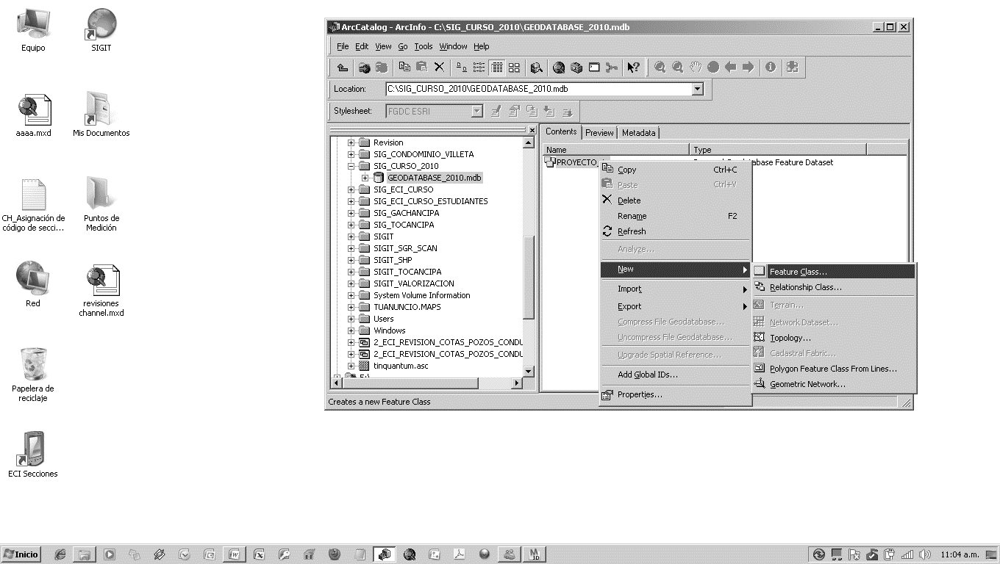 Equipo
SIGIT
aaaa.mxd
Mis Documentos
CH_Asignación de
código de secci...
Puntos de
Medición
Red
revisiones
channel.mxd
Papelera de
reciclaje
ECI Secciones
ArcCatalog - ArcInfo - C:\SIG_CURSO_2010\GEODATABASE_2010.mdb
File Edit View Go Tools Window Help
Location: C:\SIG_CURSO_2010\GEODATABASE_2010.mdb
Stylesheet: FGDC ESRI
Revision
SIG_CONDOMINIO_VILLETA
SIG_CURSO_2010
GEODATABASE_2010.mdb
SIG_ECI_CURSO
SIG_ECI_CURSO_ESTUDIANTES
SIG_GACHANCIPA
SIG_TOCANCIPA
SIGIT
SIGIT_SGR_SCAN
SIGIT_SHP
SIGIT_TOCANCIPA
SIGIT_VALORIZACION
System Volume Information
TUANUNCIO.MAPS
Users
Windows
2_ECI_REVISION_COTAS_POZOS_CONDU
2_ECI_REVISION_COTAS_POZOS_CONDU
tinquantum.asc
Contents Preview Metadata
Name Type
PROYECTO_ base Feature Dataset
Copy Ctrl+C
Paste Ctrl+V
Delete
Rename F2
Refresh
Analyze...
New
Import
Export
Compress File Geodatabase...
Uncompress File Geodatabase...
Upgrade Spatial Reference...
Add Global IDs...
Properties...
Feature Class...
Relationship Class...
Terrain...
Network Dataset...
Topology...
Cadastral Fabric...
Polygon Feature Class From Lines...
Geometric Network...
Creates a new Feature Class
Inicio
11:04 a.m.